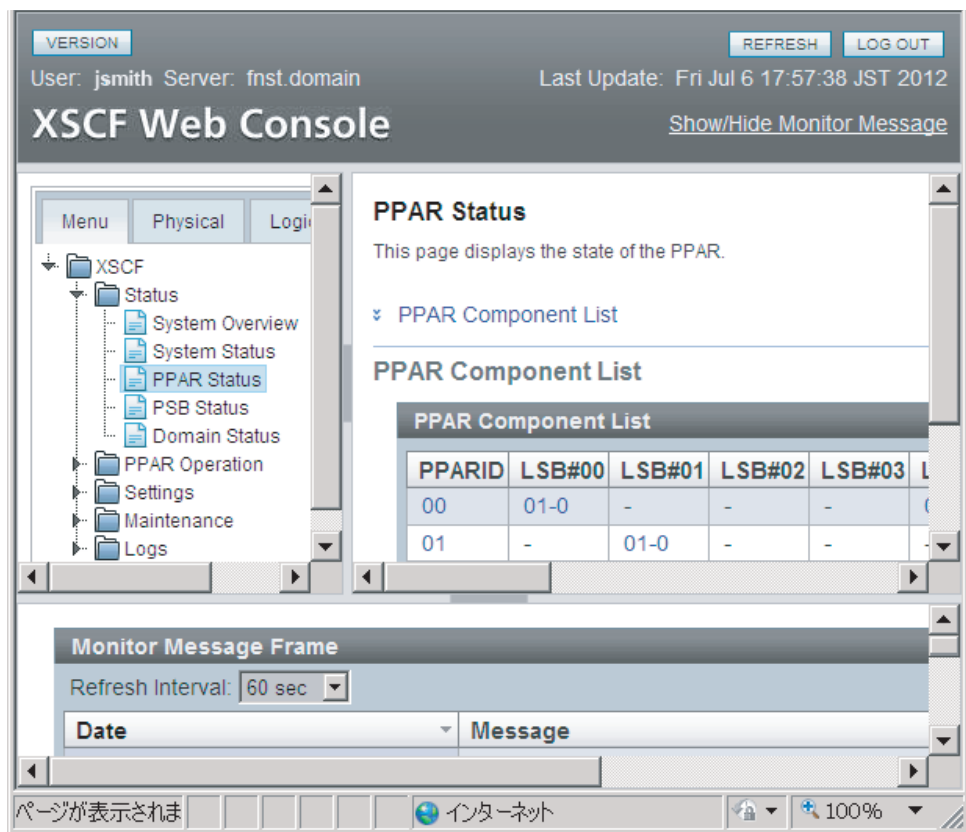 VERSION
REFRESH LOG OUT
User: jsmith Server: fnst.domain
Last Update: Fri Jul 6 17:57:38 JST 2012
XSCF Web Console
Show/Hide Monitor Message
Menu Physical
XSCF
Status
System Overview
System Status
PPAR Status
PSB Status
Domain Status
PPAR Operation
Settings
Maintenance
Logs
PPAR Status
This page displays the state of the PPAR.
PPAR Component List
PPAR Component List
PPAR Component List
PPARID LSB#00 LSB#01 LSB#02 LSB#03
00 01-0 - - -
01 - 01-0 - -
Monitor Message Frame
Refresh Interval: 60 sec
Date Message
ページが表示されま
インターネット
100%